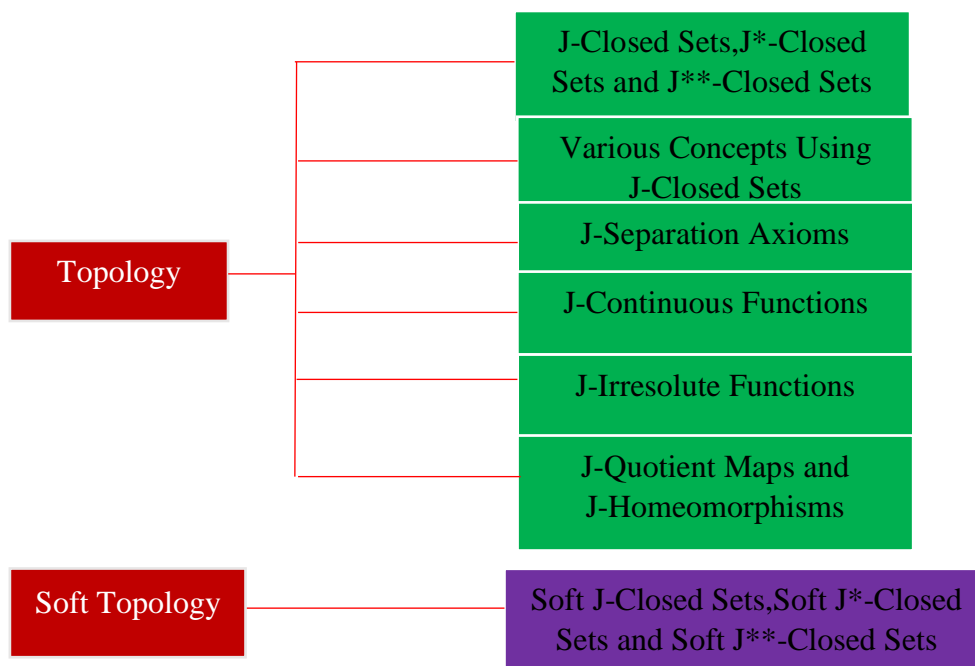 J-Closed Sets,J*-Closed
Sets and J**-Closed Sets
Various Concepts Using
J-Closed Sets
J-Separation Axioms
Topology
J-Continuous Functions
J-Irresolute Functions
J-Quotient Maps and
J-Homeomorphisms
Soft Topology
Soft J-Closed Sets,Soft J*-Closed
Sets and Soft J**-Closed Sets